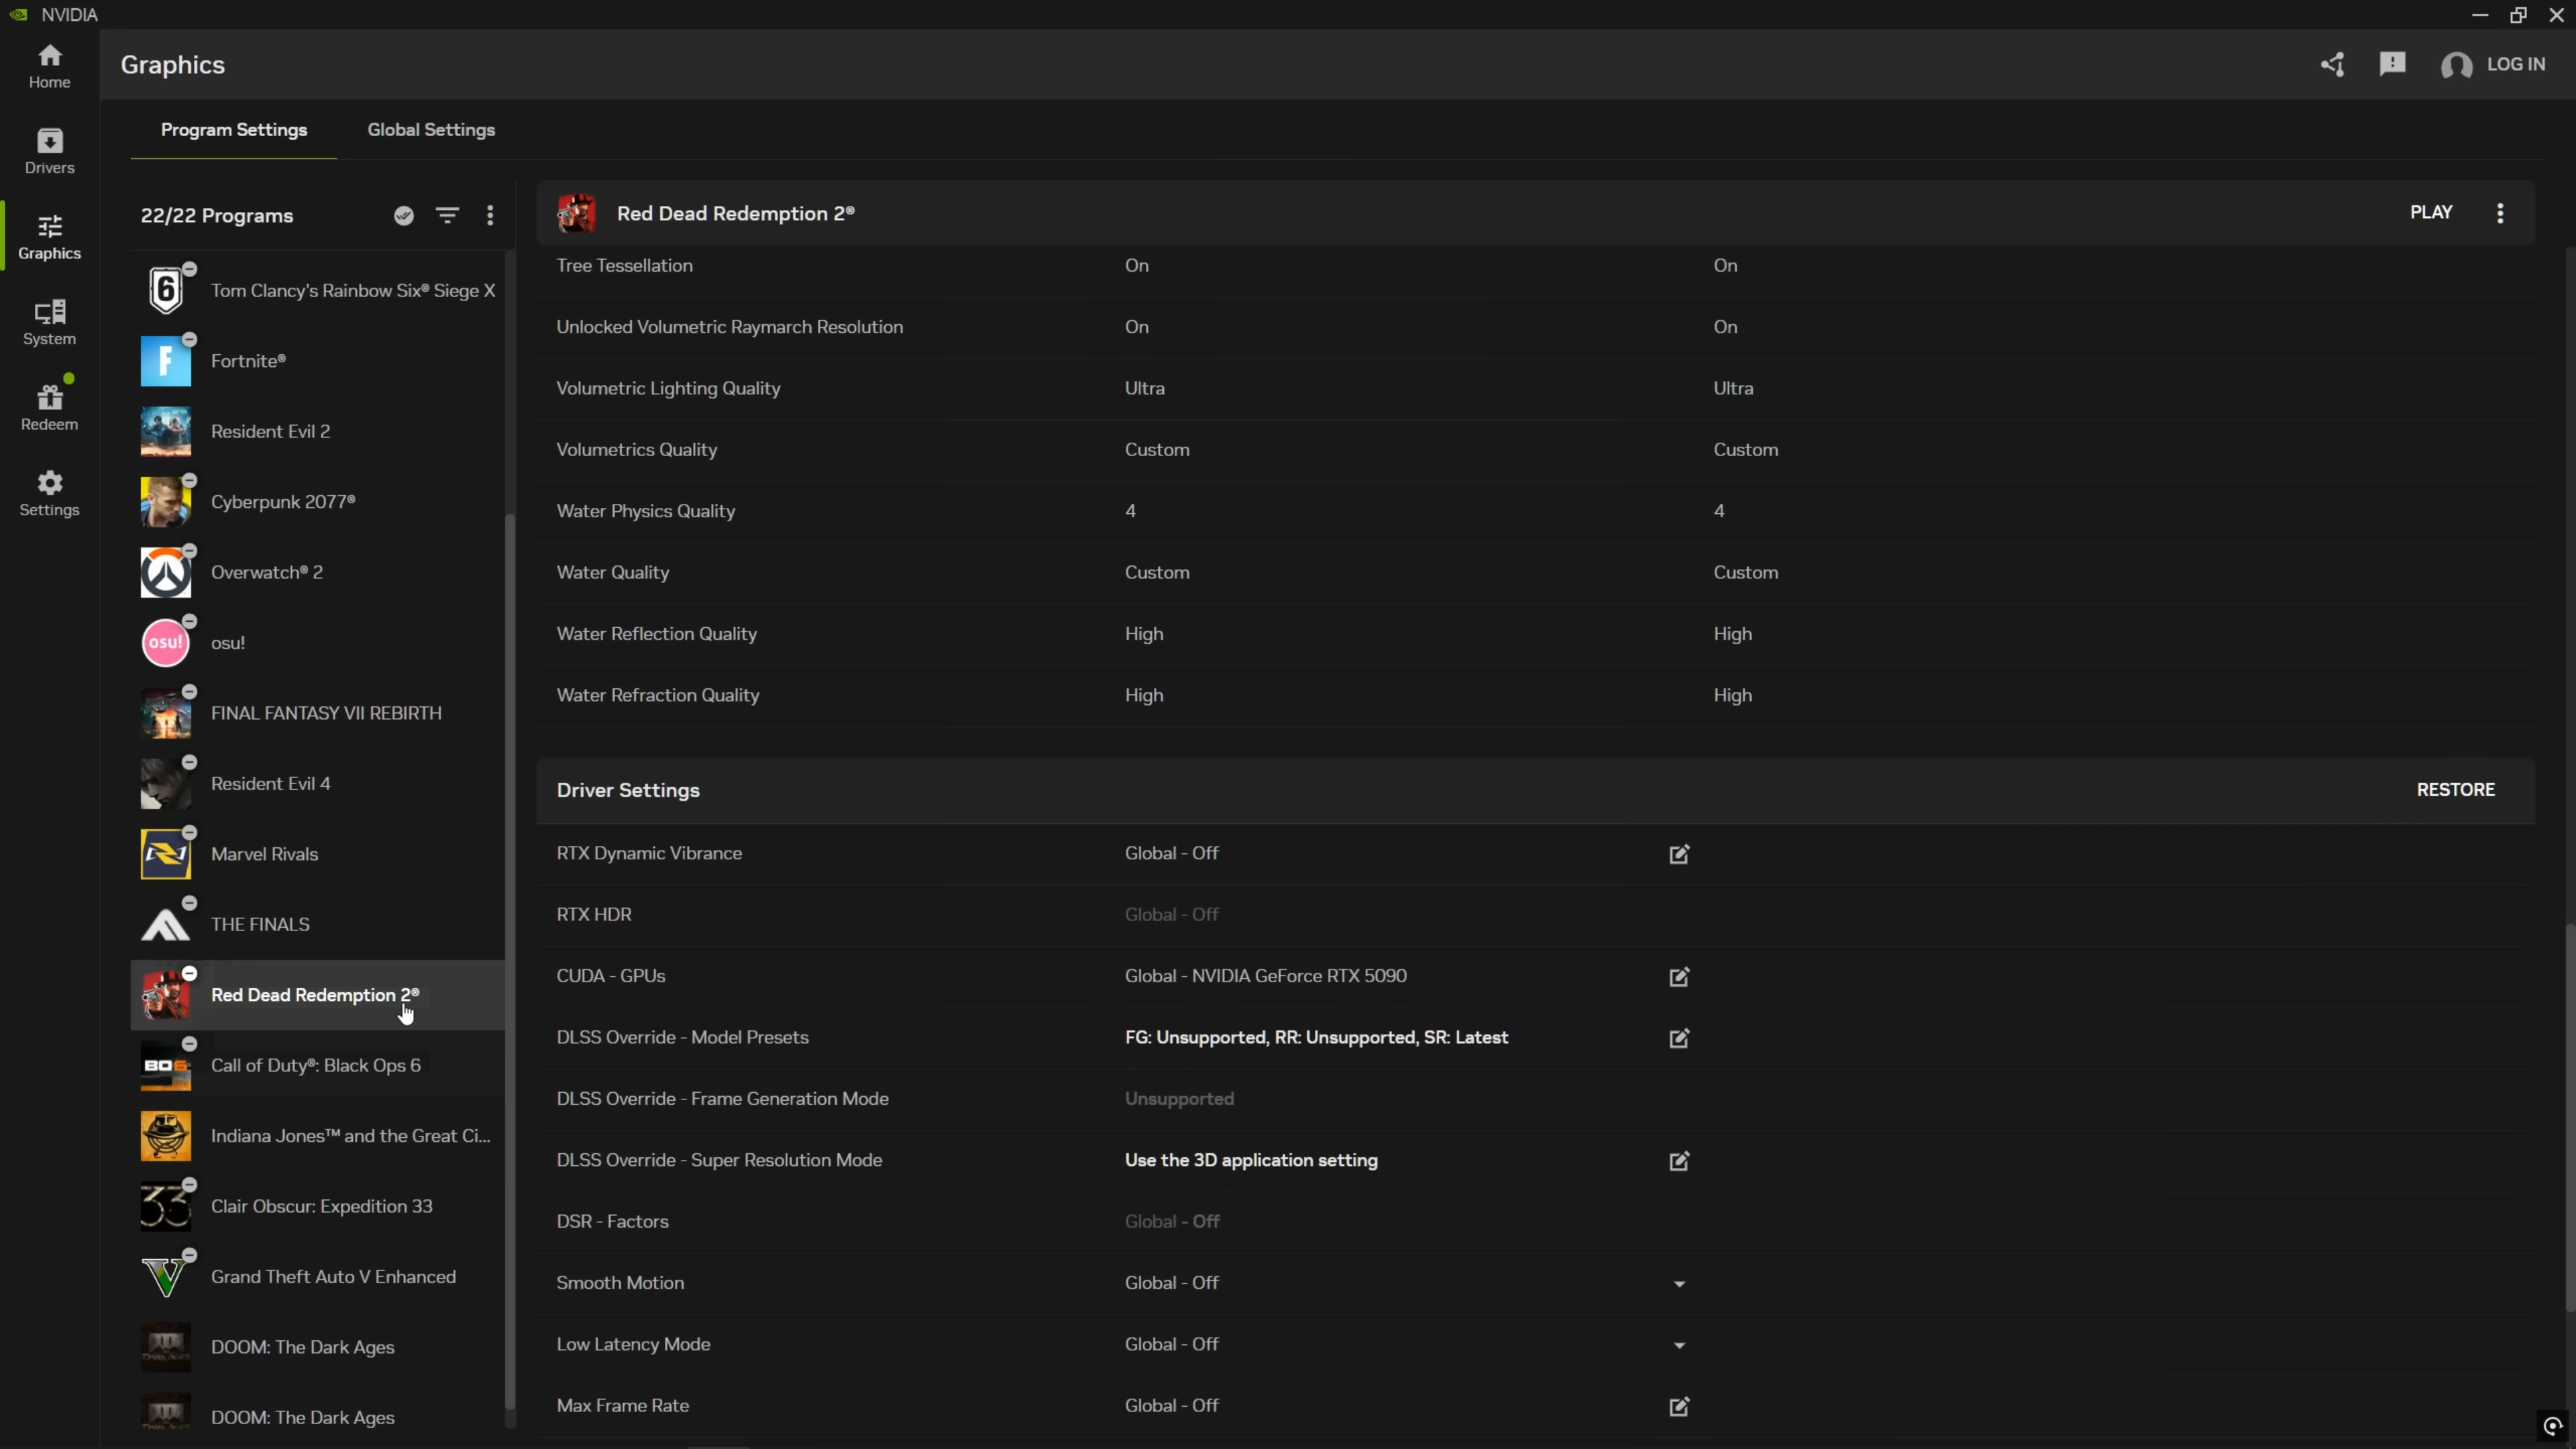 NVIDIA
Home
Drivers
Graphics
System
Redeem
Settings
Graphics
LOG IN
Program Settings
Global Settings
22/22 Programs
6
Tom Clancy's Rainbow Six® Siege X
F
Fortnite®
Resident Evil 2
Cyberpunk 2077®
Overwatch® 2
osu!
osu!
FINAL FANTASY VII REBIRTH
Resident Evil 4
Marvel Rivals
THE FINALS
Red Dead Redemption 2®
BO6
Call of Duty®: Black Ops 6
Indiana Jones™ and the Great Ci...
33
Clair Obscur: Expedition 33
V
Grand Theft Auto V Enhanced
DOOM: The Dark Ages
DOOM: The Dark Ages
Red Dead Redemption 2®
PLAY
Tree Tessellation On On
Unlocked Volumetric Raymarch Resolution On On
Volumetric Lighting Quality Ultra Ultra
Volumetrics Quality Custom Custom
Water Physics Quality 4 4
Water Quality Custom Custom
Water Reflection Quality High High
Water Refraction Quality High High
Driver Settings RESTORE
RTX Dynamic Vibrance Global - Off
RTX HDR Global - Off
CUDA - GPUs Global - NVIDIA GeForce RTX 5090
DLSS Override - Model Presets FG: Unsupported, RR: Unsupported, SR: Latest
DLSS Override - Frame Generation Mode Unsupported
DLSS Override - Super Resolution Mode Use the 3D application setting
DSR - Factors Global - Off
Smooth Motion Global - Off
Low Latency Mode Global - Off
Max Frame Rate Global - Off